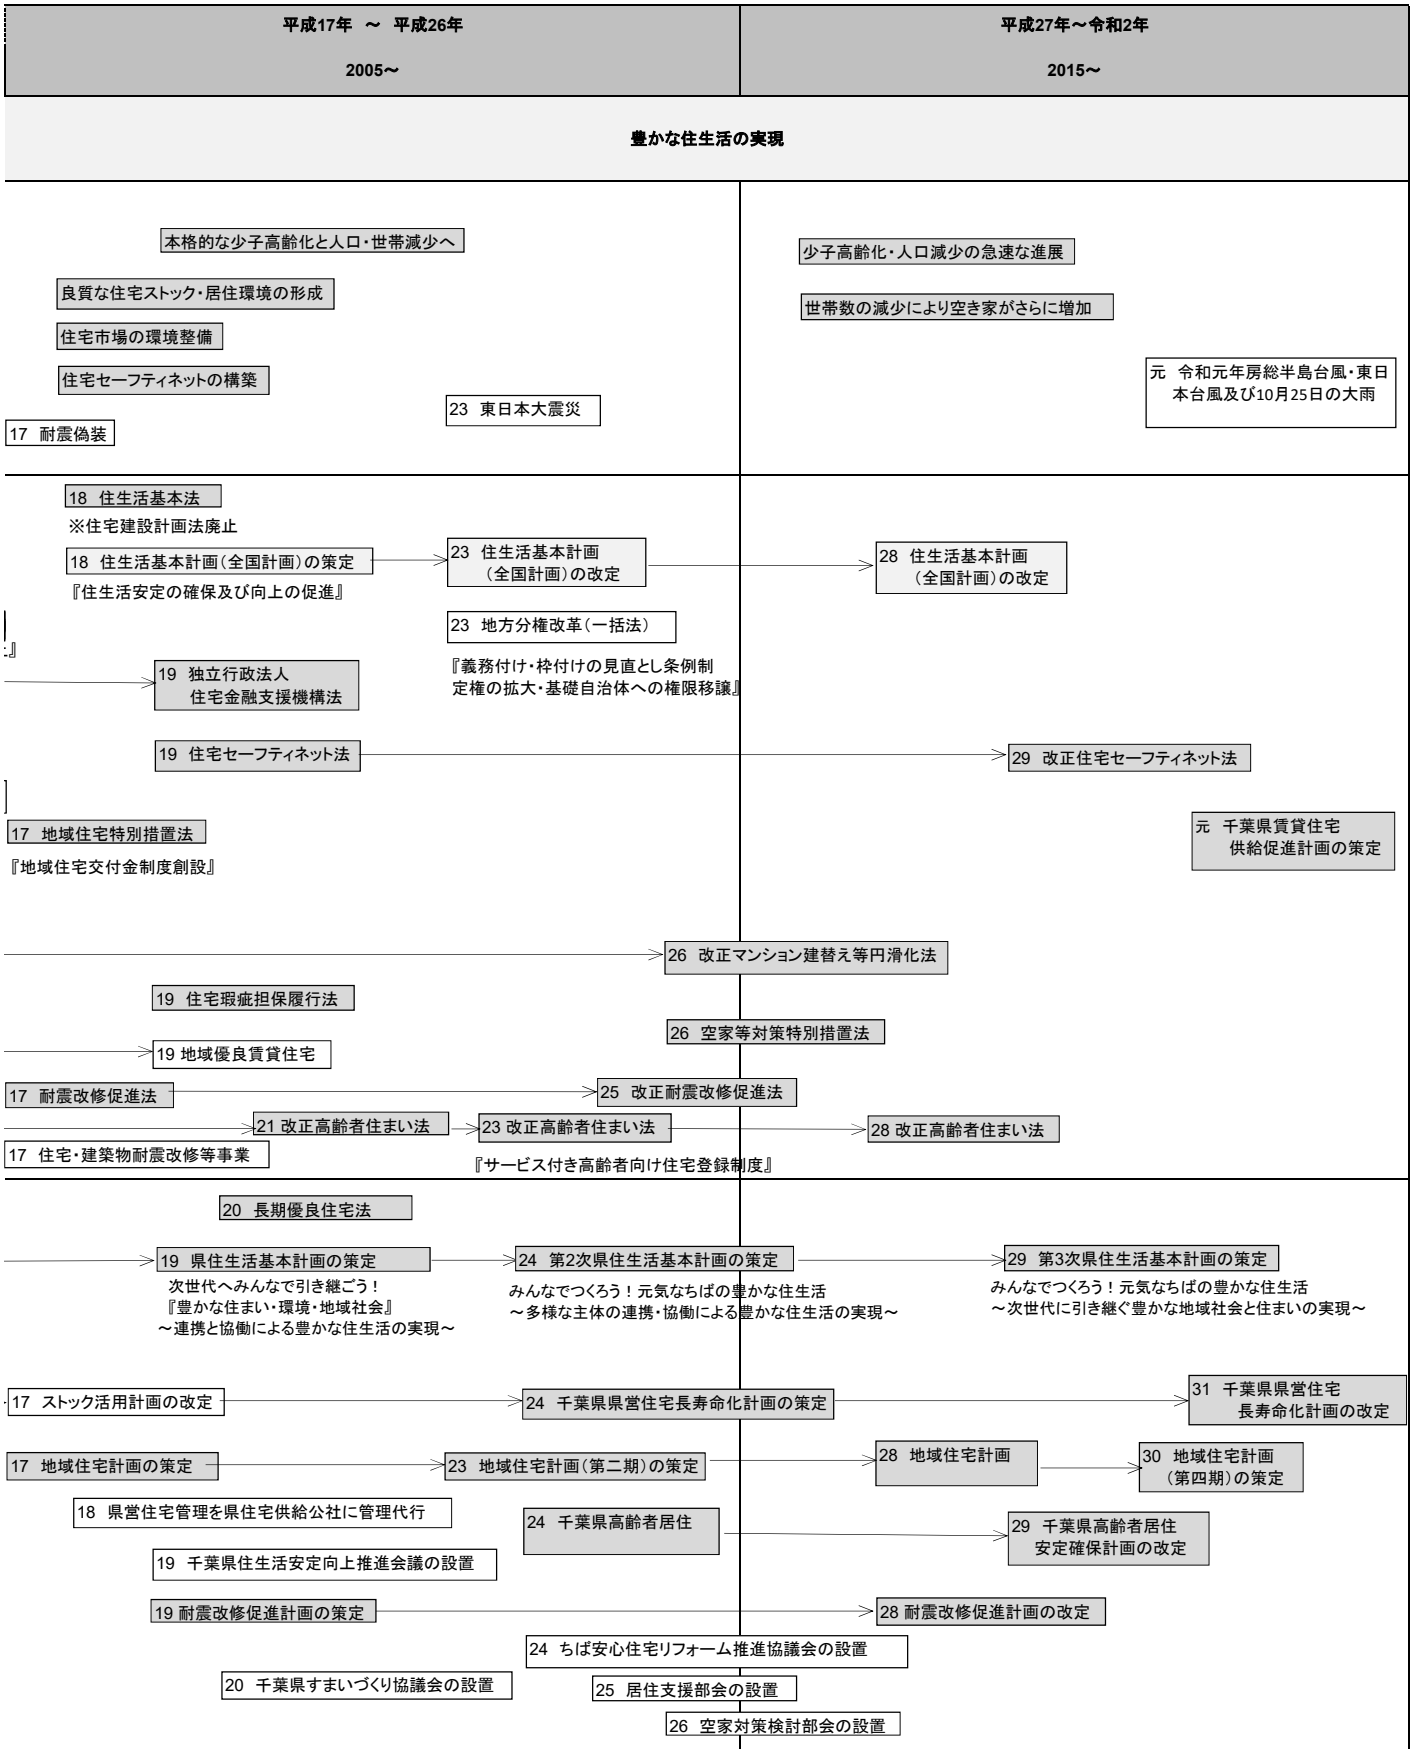 平成17年 ～ 平成26年
2005～
平成27年～令和2年
2015～
豊かな住生活の実現
本格的な少子高齢化と人口・世帯減少へ
良質な住宅ストック・居住環境の形成
住宅市場の環境整備
住宅セーフティネットの構築
23 東日本大震災
17 耐震偽装
少子高齢化・人口減少の急速な進展
世帯数の減少により空き家がさらに増加
元 令和元年房総半島台風・東日
本台風及び10月25日の大雨
18 住生活基本法
※住宅建設計画法廃止
18 住生活基本計画（全国計画）の策定
『住生活安定の確保及び向上の促進』
23 住生活基本計画
（全国計画）の改定
28 住生活基本計画
（全国計画）の改定
23 地方分権改革（一括法）
『義務付け・枠付けの見直とし条例制
定権の拡大・基礎自治体への権限移譲』
』
19 独立行政法人
住宅金融支援機構法
19 住宅セーフティネット法
29 改正住宅セーフティネット法
17 地域住宅特別措置法
『地域住宅交付金制度創設』
元 千葉県賃貸住宅
供給促進計画の策定
26 改正マンション建替え等円滑化法
19 住宅瑕疵担保履行法
26 空家等対策特別措置法
19 地域優良賃貸住宅
17 耐震改修促進法
25 改正耐震改修促進法
21 改正高齢者住まい法
23 改正高齢者住まい法
28 改正高齢者住まい法
17 住宅・建築物耐震改修等事業
『サービス付き高齢者向け住宅登録制度』
20 長期優良住宅法
19 県住生活基本計画の策定
次世代へみんなで引き継ごう！
『豊かな住まい・環境・地域社会』
～連携と協働による豊かな住生活の実現～
24 第2次県住生活基本計画の策定
みんなでつくろう！元気なちばの豊かな住生活
～多様な主体の連携・協働による豊かな住生活の実現～
29 第3次県住生活基本計画の策定
みんなでつくろう！元気なちばの豊かな住生活
～次世代に引き継ぐ豊かな地域社会と住まいの実現～
17 ストック活用計画の改定
24 千葉県県営住宅長寿命化計画の策定
31 千葉県県営住宅
長寿命化計画の改定
17 地域住宅計画の策定
23 地域住宅計画（第二期）の策定
28 地域住宅計画
30 地域住宅計画
（第四期）の策定
18 県営住宅管理を県住宅供給公社に管理代行
24 千葉県高齢者居住
29 千葉県高齢者居住
安定確保計画の改定
19 千葉県住生活安定向上推進会議の設置
19 耐震改修促進計画の策定
28 耐震改修促進計画の改定
24 ちば安心住宅リフォーム推進協議会の設置
20 千葉県すまいづくり協議会の設置
25 居住支援部会の設置
26 空家対策検討部会の設置